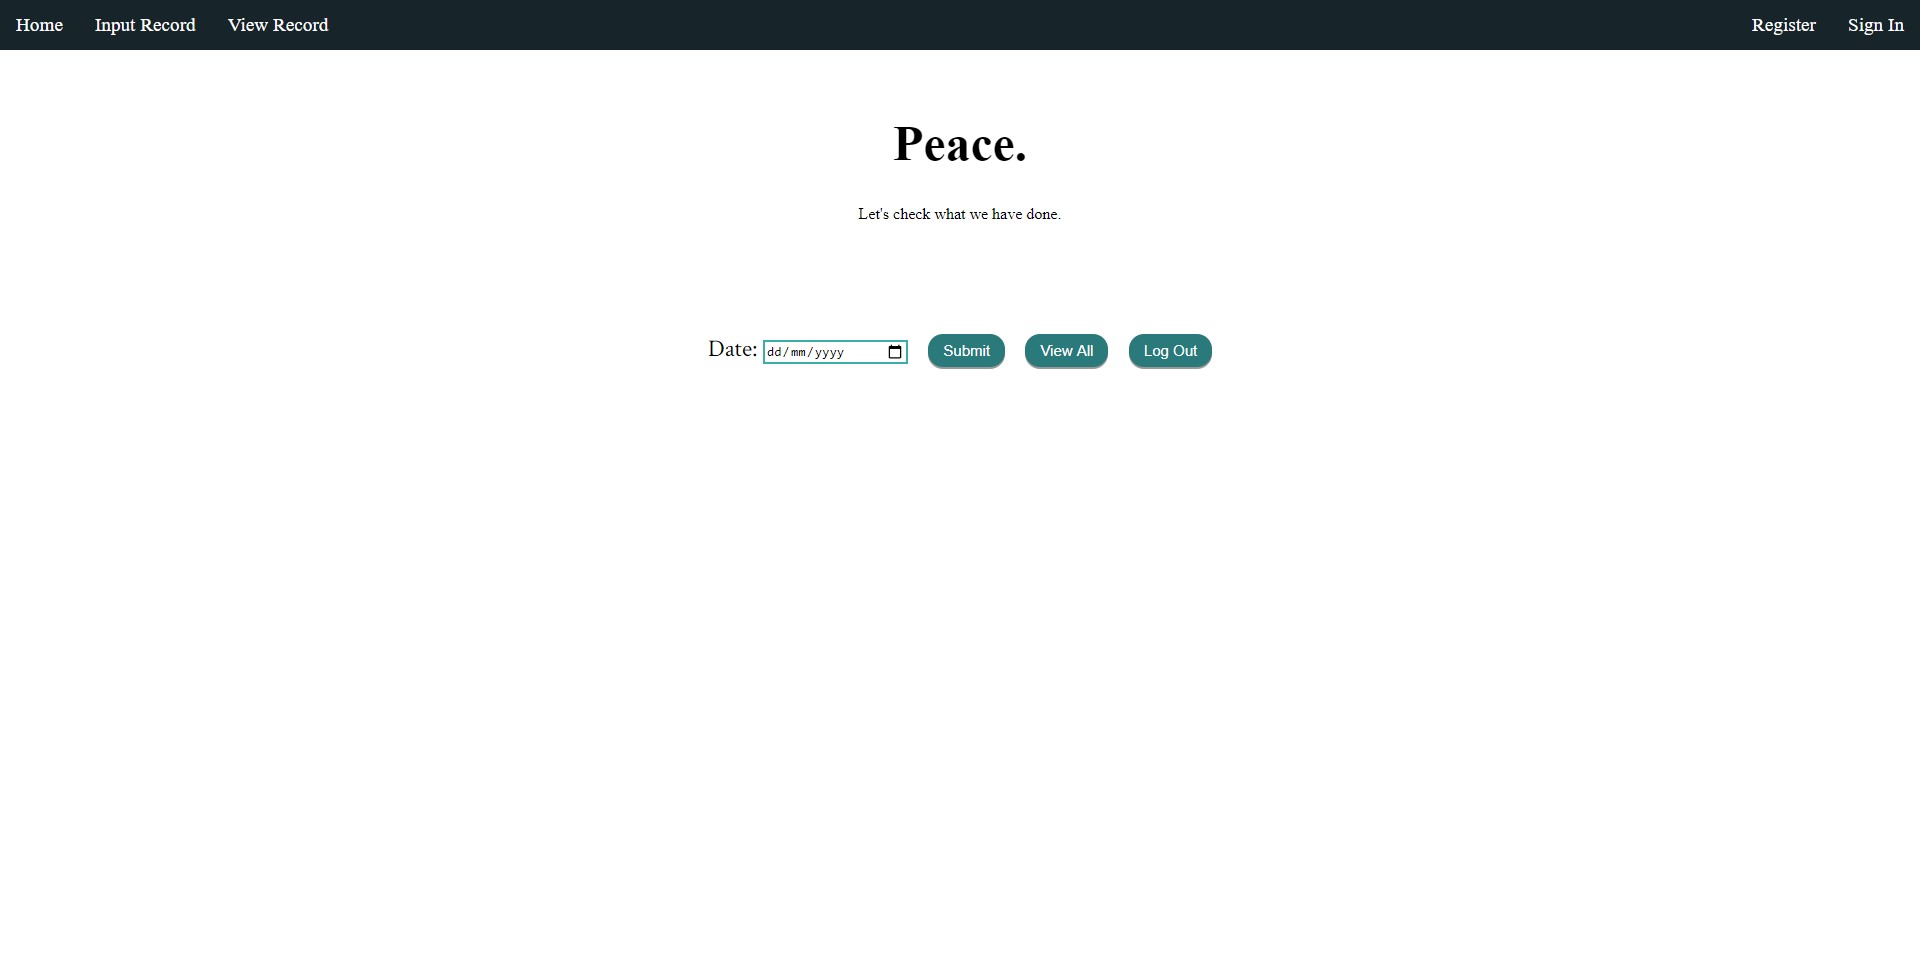 Home Input Record View Record Register Sign In
Peace.
Let's check what we have done.
Date: dd/mm/yyyy Submit View All Log Out